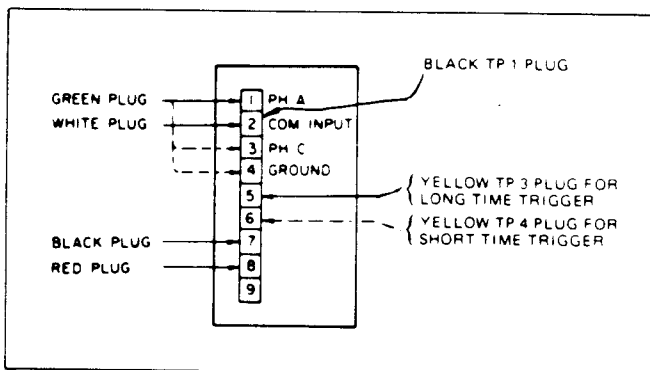 BLACK TP 1 PLUG
GREEN PLUG 1 PH A
WHITE PLUG 2 COM INPUT
3 PH C
4 GROUND
5 YELLOW TP 3 PLUG FOR
LONG TIME TRIGGER
6 YELLOW TP 4 PLUG FOR
SHORT TIME TRIGGER
BLACK PLUG 7
RED PLUG 8
9